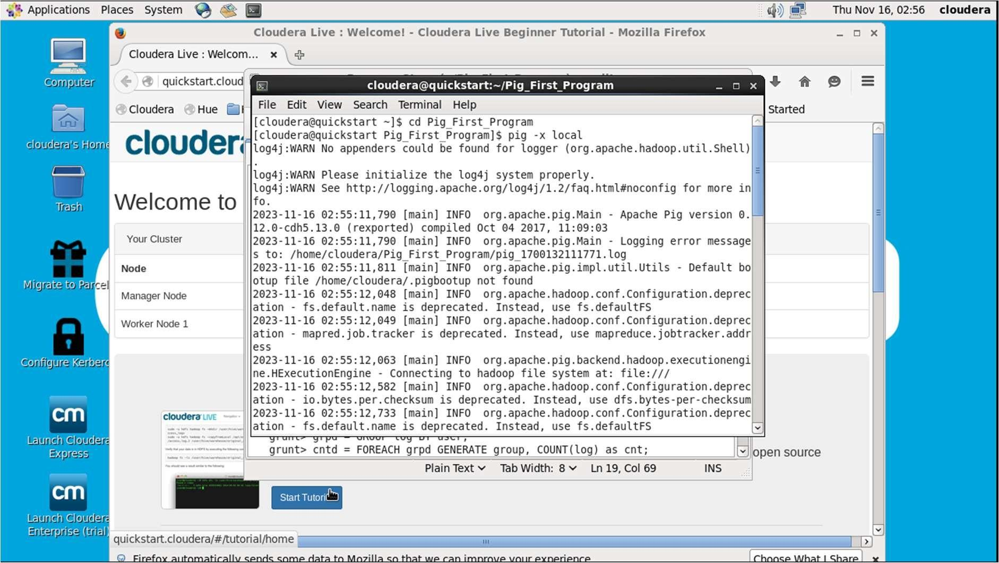 Applications Places System
Thu Nov 16, 02:56 cloudera
Cloudera Live : Welcome! - Cloudera Live Beginner Tutorial - Mozilla Firefox
Cloudera Live : Welcom...
quickstart.cloud
Cloudera Hue
Started
Computer
cloudera's Home
Trash
Migrate to Parcel
Configure Kerberc
cm
Launch Cloudera
Express
cm
Launch Cloudera
Enterprise (trial)
cloudera
Welcome to
Your Cluster
Node
Manager Node
Worker Node 1
cloudera@quickstart:~/Pig_First_Program
File Edit View Search Terminal Help
[cloudera@quickstart ~]$ cd Pig_First_Program
[cloudera@quickstart Pig_First_Program]$ pig -x local
log4j:WARN No appenders could be found for logger (org.apache.hadoop.util.Shell)
.
log4j:WARN Please initialize the log4j system properly.
log4j:WARN See http://logging.apache.org/log4j/1.2/faq.html#noconfig for more in
fo.
2023-11-16 02:55:11,790 [main] INFO  org.apache.pig.Main - Apache Pig version 0.
12.0-cdh5.13.0 (rexported) compiled Oct 04 2017, 11:09:03
2023-11-16 02:55:11,790 [main] INFO  org.apache.pig.Main - Logging error message
s to: /home/cloudera/Pig_First_Program/pig_1700132111771.log
2023-11-16 02:55:11,811 [main] INFO  org.apache.pig.impl.util.Utils - Default bo
otup file /home/cloudera/.pigbootup not found
2023-11-16 02:55:12,048 [main] INFO  org.apache.hadoop.conf.Configuration.deprec
ation - fs.default.name is deprecated. Instead, use fs.defaultFS
2023-11-16 02:55:12,049 [main] INFO  org.apache.hadoop.conf.Configuration.deprec
ation - mapred.job.tracker is deprecated. Instead, use mapreduce.jobtracker.addr
ess
2023-11-16 02:55:12,063 [main] INFO  org.apache.pig.backend.hadoop.executionengi
ne.HExecutionEngine - Connecting to hadoop file system at: file:///
2023-11-16 02:55:12,582 [main] INFO  org.apache.hadoop.conf.Configuration.deprec
ation - io.bytes.per.checksum is deprecated. Instead, use dfs.bytes-per-checksum
2023-11-16 02:55:12,733 [main] INFO  org.apache.hadoop.conf.Configuration.deprec
ation - fs.default.name is deprecated. Instead, use fs.defaultFS
grunt> grpd = GROUP log BY user;
grunt> cntd = FOREACH grpd GENERATE group, COUNT(log) as cnt;
Plain Text Tab Width: 8 Ln 19, Col 69 INS
open source
cloudera LIVE
Start Tutori
quickstart.cloudera/#/tutorial/home
Firefox automatically sends some data to Mozilla so that we can improve your experience
Choose What I Share